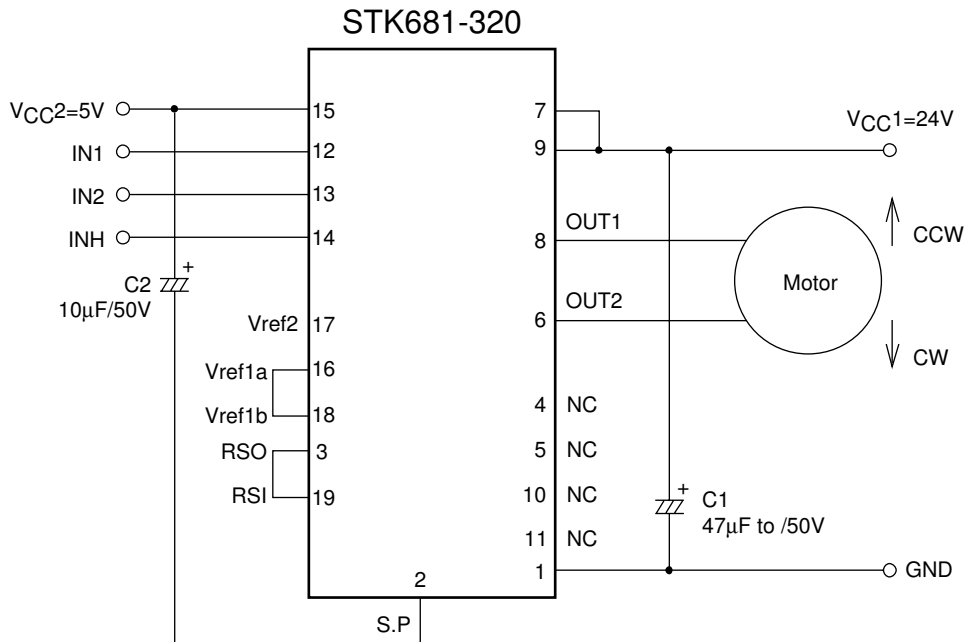 STK681-320
VCC2=5V
IN1
IN2
INH
C2
+
10μF/50V
Vref2
Vref1a
Vref1b
RSO
RSI
15
12
13
14
17
16
18
3
19
2
S.P
7
9
8
6
4
5
10
11
1
OUT1
OUT2
NC
NC
NC
NC
VCC1=24V
Motor
CCW
CW
+
C1
47μF to /50V
GND